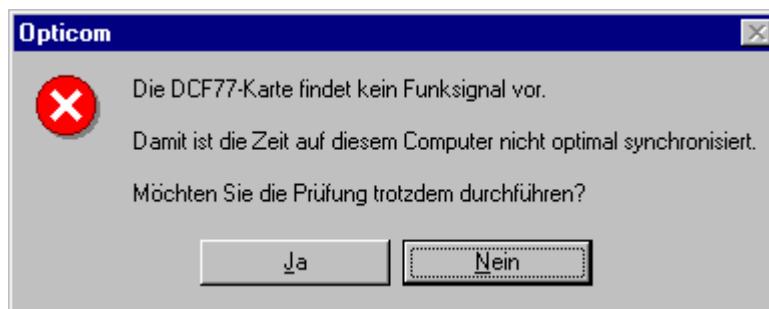 Opticom
Die DCF77-Karte findet kein Funksignal vor.
Damit ist die Zeit auf diesem Computer nicht optimal synchronisiert.
Möchten Sie die Prüfung trotzdem durchführen?
Ja
Nein